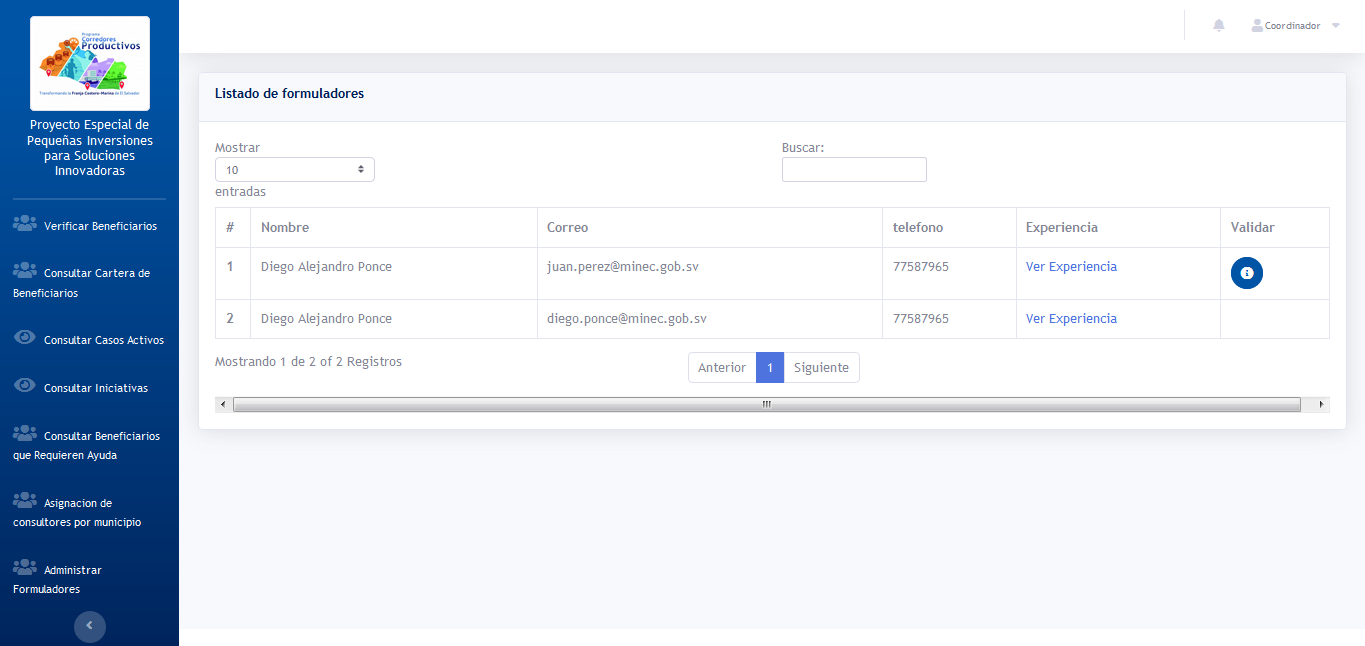 Programa
Corredores
Productivos
Transformando la Franja Costero-Marina de El Salvador
Proyecto Especial de
Pequeñas Inversiones
para Soluciones
Innovadoras
Verificar Beneficiarios
Consultar Cartera de
Beneficiarios
Consultar Casos Activos
Consultar Iniciativas
Consultar Beneficiarios
que Requieren Ayuda
Asignacion de
consultores por municipio
Administrar
Formuladores
Coordinador
Listado de formuladores
Mostrar
10
entradas
Buscar:
# Nombre Correo telefono Experiencia Validar
1 Diego Alejandro Ponce juan.perez@minec.gob.sv 77587965 Ver Experiencia
2 Diego Alejandro Ponce diego.ponce@minec.gob.sv 77587965 Ver Experiencia
Mostrando 1 de 2 of 2 Registros
Anterior 1 Siguiente